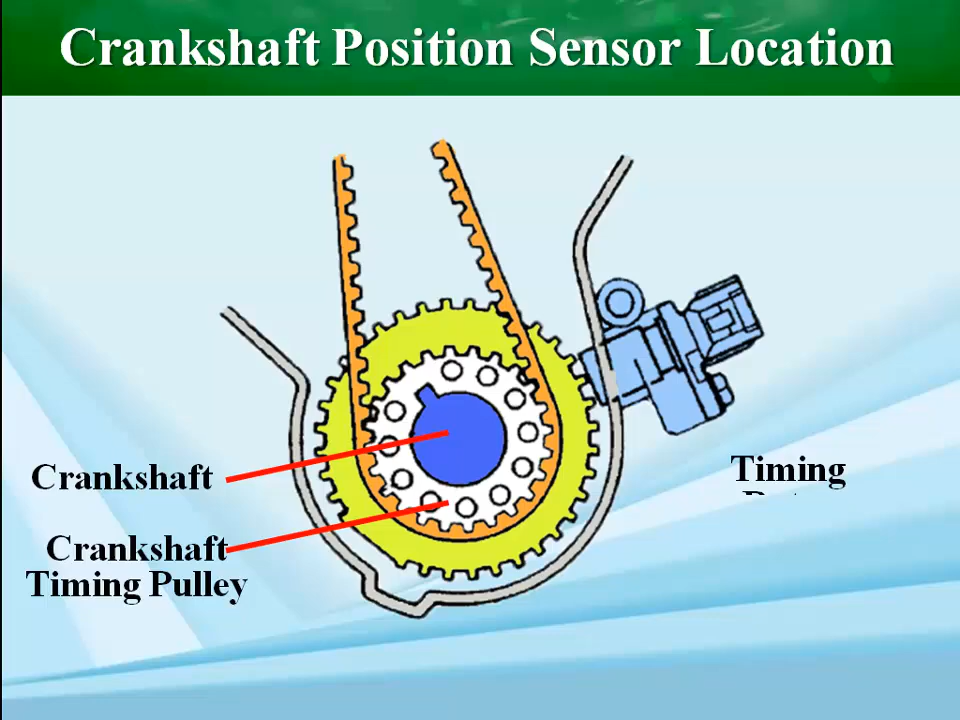 Crankshaft Position Sensor Location
Crankshaft
Timing
Crankshaft
Timing Pulley